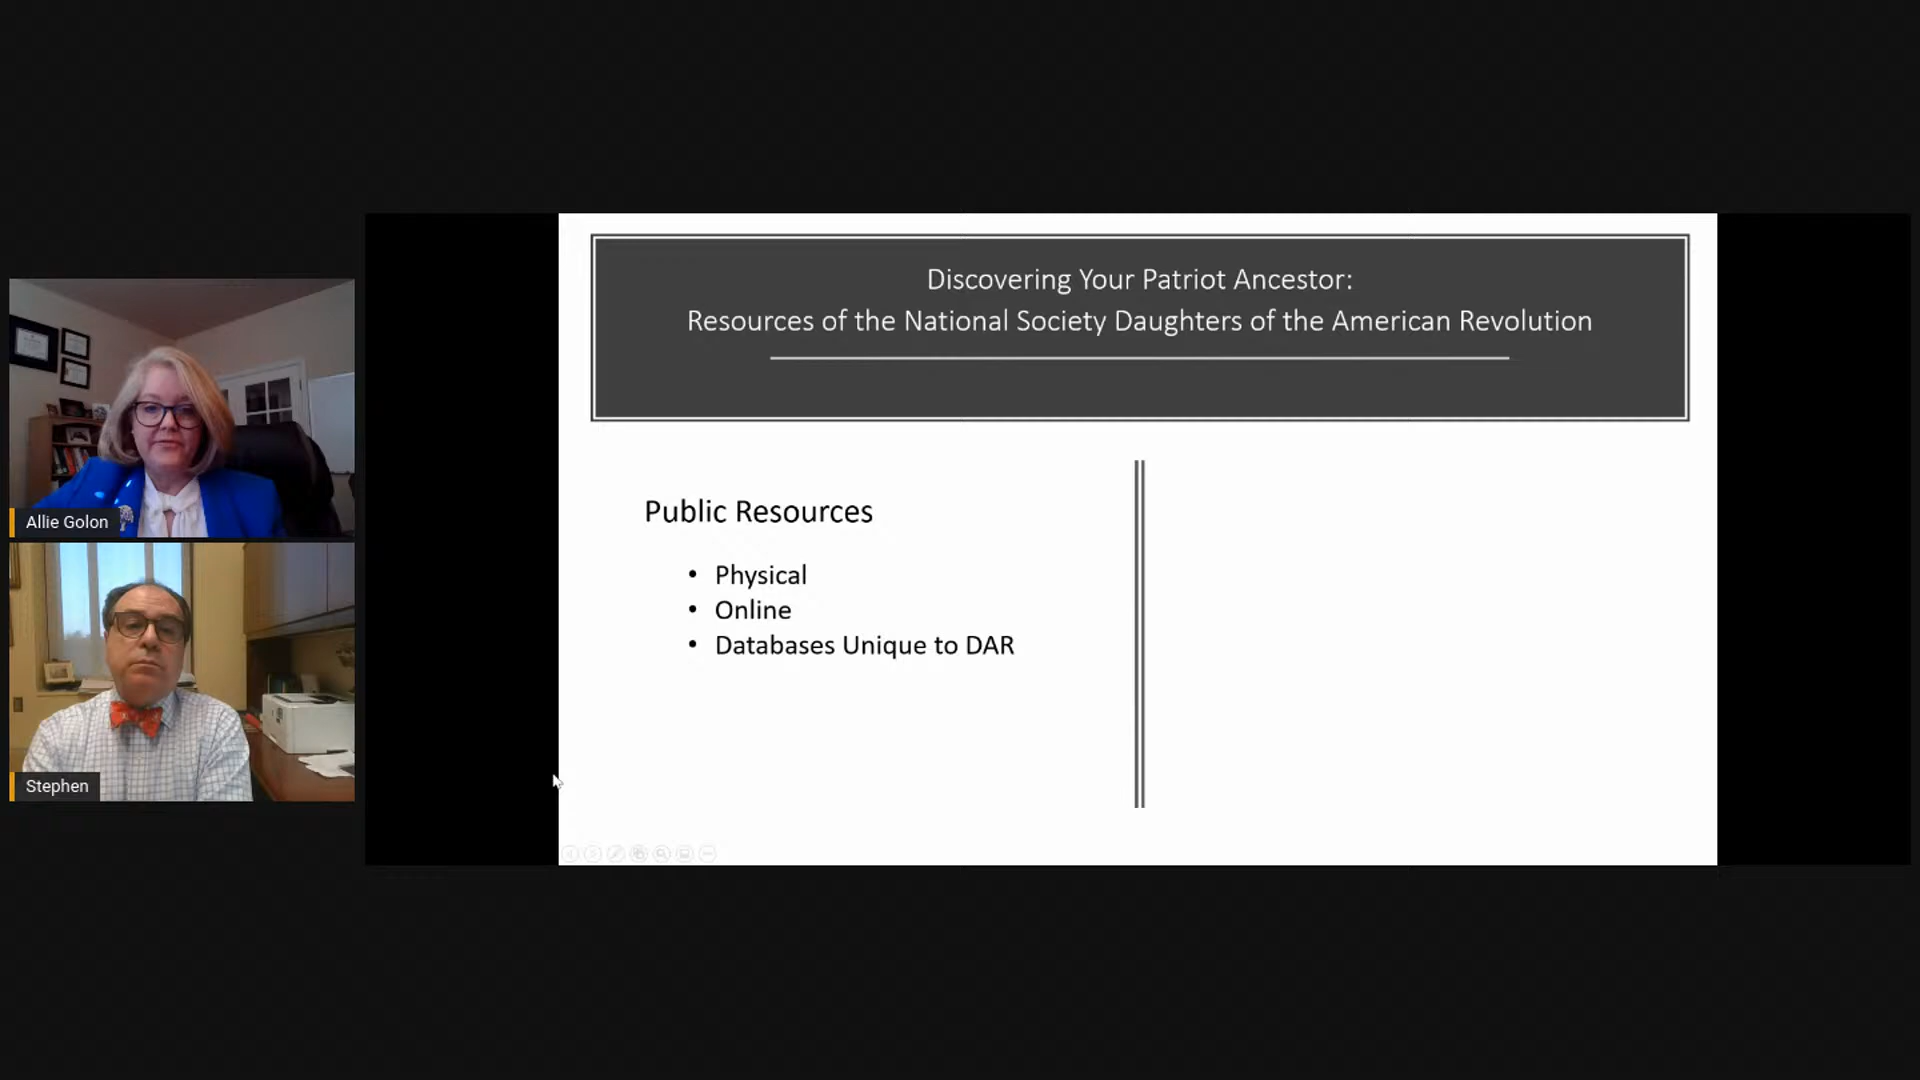 Discovering Your Patriot Ancestor:
Resources of the National Society Daughters of the American Revolution
Public Resources
• Physical
• Online
• Databases Unique to DAR
Allie Golon
Stephen